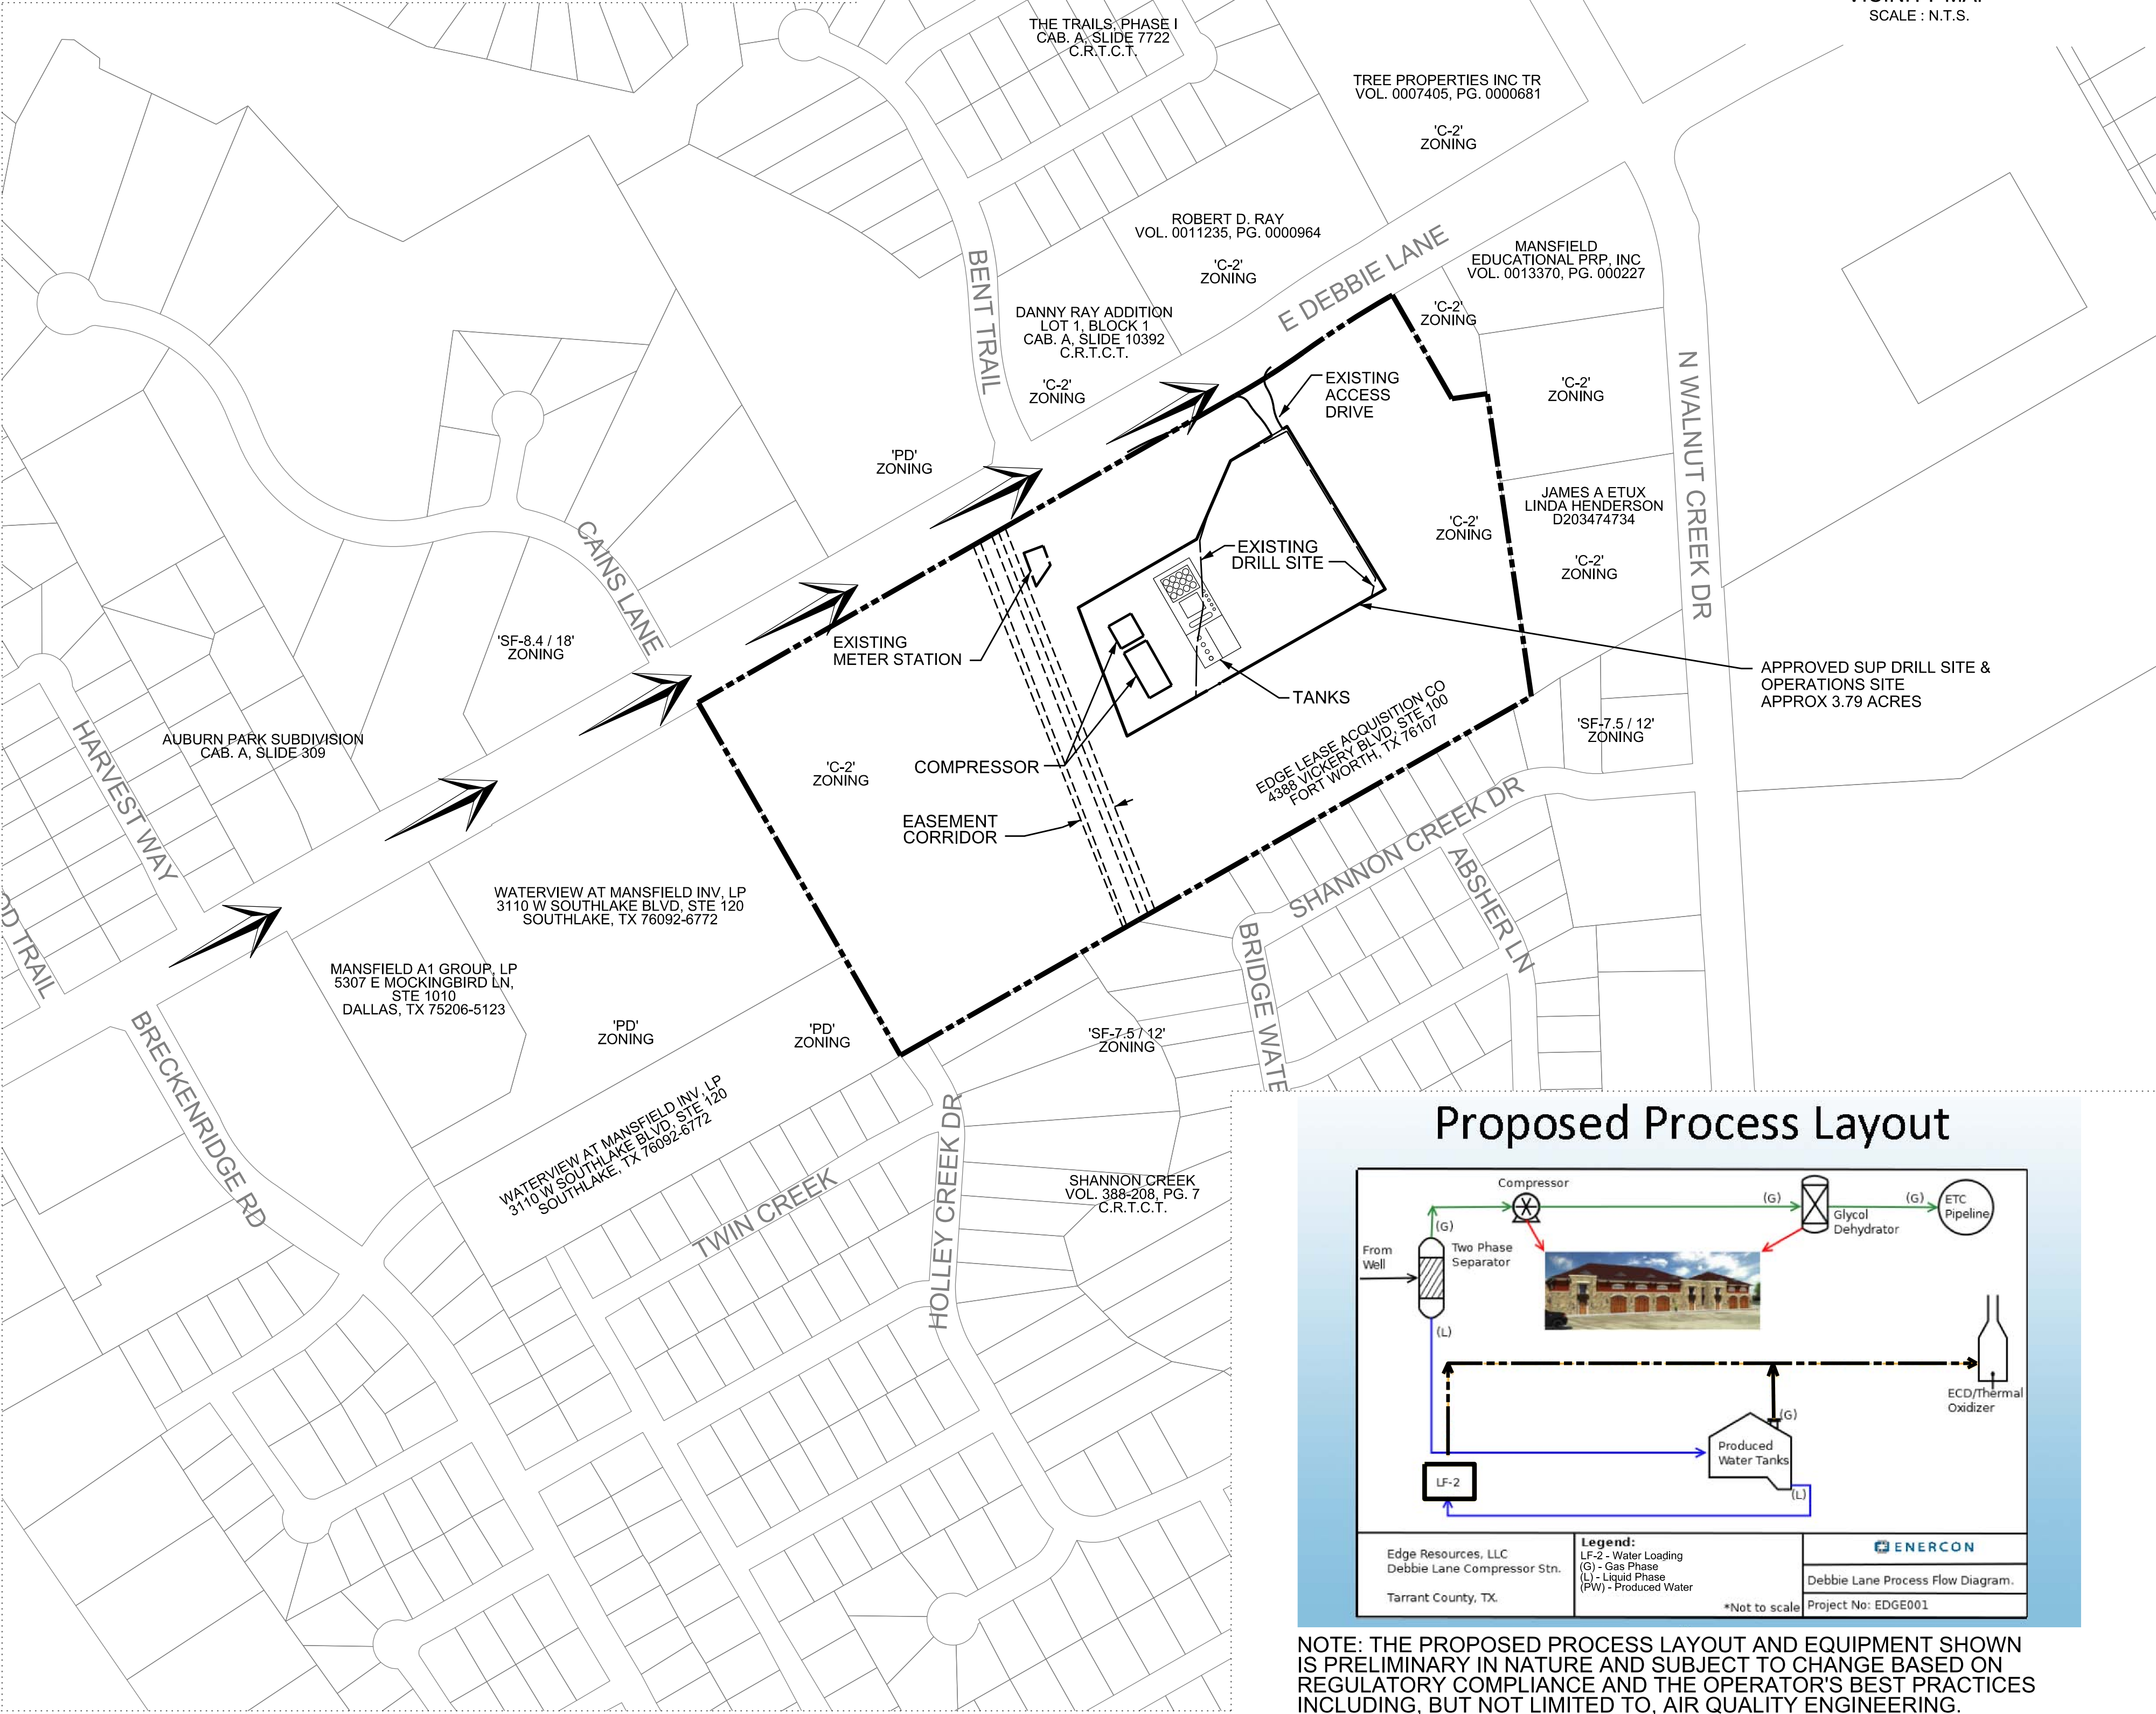 SCALE : N.T.S.
THE TRAILS, PHASE I
CAB. A, SLIDE 7722
C.R.T.C.T.
TREE PROPERTIES INC TR
VOL. 0007405, PG. 0000681
'C-2'
ZONING
ROBERT D. RAY
VOL. 0011235, PG. 0000964
'C-2'
ZONING
MANSFIELD
EDUCATIONAL PRP, INC
VOL. 0013370, PG. 000227
'C-2'
ZONING
E DEBBIE LANE
BENT TRAIL
DANNY RAY ADDITION
LOT 1, BLOCK 1
CAB. A, SLIDE 10392
C.R.T.C.T.
'C-2'
ZONING
EXISTING
ACCESS
DRIVE
'C-2'
ZONING
N WALNUT CREEK DR
'PD'
ZONING
JAMES A ETUX
LINDA HENDERSON
D203474734
'C-2'
ZONING
'C-2'
ZONING
EXISTING
DRILL SITE
CAINS LANE
'SF-8.4 / 18'
ZONING
EXISTING
METER STATION
APPROVED SUP DRILL SITE &
OPERATIONS SITE
APPROX 3.79 ACRES
TANKS
'SF-7.5 / 12'
ZONING
HARVEST WAY
AUBURN PARK SUBDIVISION
CAB. A, SLIDE 309
'C-2'
ZONING
COMPRESSOR
EDGE LEASE ACQUISITION CO
4388 VICKERY BLVD, STE 100
FORT WORTH, TX 76107
EASEMENT
CORRIDOR
SHANNON CREEK DR
ABSHER LN
WATERVIEW AT MANSFIELD INV, LP
3110 W SOUTHLAKE BLVD, STE 120
SOUTHLAKE, TX 76092-6772
OD TRAIL
MANSFIELD A1 GROUP, LP
5307 E MOCKINGBIRD LN,
STE 1010
DALLAS, TX 75206-5123
BRIDGE WATE
'PD'
ZONING
'PD'
ZONING
'SF-7.5 / 12'
ZONING
BRECKENRIDGE RD
WATERVIEW AT MANSFIELD INV, LP
3110 W SOUTHLAKE BLVD, STE 120
SOUTHLAKE, TX 76092-6772
TWIN CREEK
HOLLEY CREEK DR
SHANNON CREEK
VOL. 388-208, PG. 7
C.R.T.C.T.
Proposed Process Layout
Compressor
(G)
(G)
ETC
Pipeline
Glycol
Dehydrator
(G)
From
Well
Two Phase
Separator
(L)
ECD/Thermal
Oxidizer
(G)
Produced
Water Tanks
LF-2
(L)
Edge Resources, LLC
Debbie Lane Compressor Stn.
Tarrant County, TX.
Legend:
LF-2 - Water Loading
(G) - Gas Phase
(L) - Liquid Phase
(PW) - Produced Water
*Not to scale
ENERCON
Debbie Lane Process Flow Diagram.
Project No: EDGE001
NOTE: THE PROPOSED PROCESS LAYOUT AND EQUIPMENT SHOWN
IS PRELIMINARY IN NATURE AND SUBJECT TO CHANGE BASED ON
REGULATORY COMPLIANCE AND THE OPERATOR'S BEST PRACTICES
INCLUDING, BUT NOT LIMITED TO, AIR QUALITY ENGINEERING.